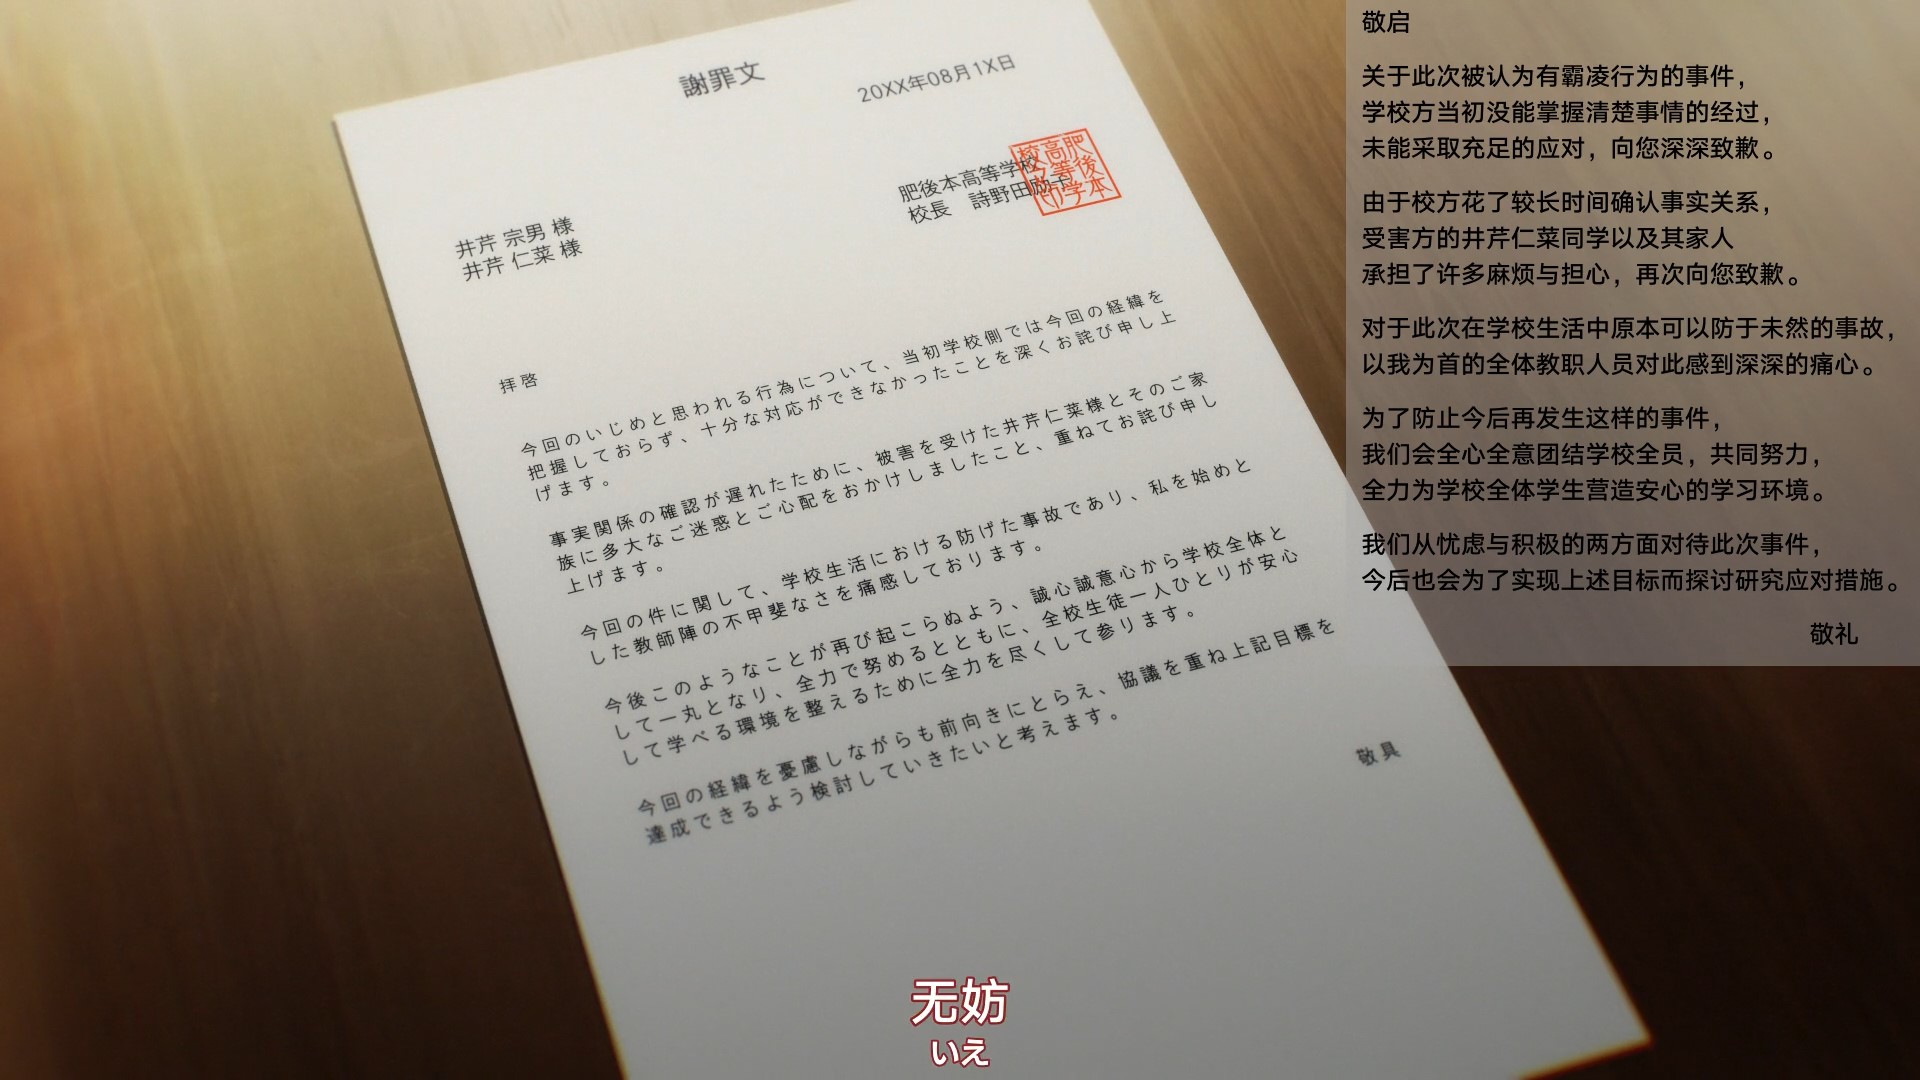 謝罪文
20XX年08月1X日
肥後本高等学校
校長 詩野田
肥後本
高等学
校之印
井芹 宗男 様
井芹 仁菜 様
拝啓
今回のいじめと思われる行為について、当初学校側では今回の経緯を
把握しておらず、十分な対応ができなかったことを深くお詫び申し上
げます。
事実関係の確認が遅れたために、被害を受けた井芹仁菜様とそのご家
族に多大なご迷惑とご心配をおかけしましたこと、重ねてお詫び申し
上げます。
今回の件に関して、学校生活における防げた事故であり、私を始めと
した教師陣の不甲斐なさを痛感しております。
今後このようなことが再び起こらぬよう、誠心誠意心から学校全体と
して一丸となり、全力で努めるとともに、全校生徒一人ひとりが安心
して学べる環境を整えるために全力を尽くして参ります。
今回の経緯を憂慮しながらも前向きにとらえ、協議を重ね上記目標を
達成できるよう検討していきたいと考えます。
敬具
敬启
关于此次被认为有霸凌行为的事件，
学校方当初没能掌握清楚事情的经过，
未能采取充足的应对，向您深深致歉。
由于校方花了较长时间确认事实关系，
受害方的井芹仁菜同学以及其家人
承担了许多麻烦与担心，再次向您致歉。
对于此次在学校生活中原本可以防于未然的事故，
以我为首的全体教职人员对此感到深深的痛心。
为了防止今后再发生这样的事件，
我们会全心全意团结学校全员，共同努力，
全力为学校全体学生营造安心的学习环境。
我们从忧虑与积极的两方面对待此次事件，
今后也会为了实现上述目标而探讨研究应对措施。
敬礼
无妨
いえ